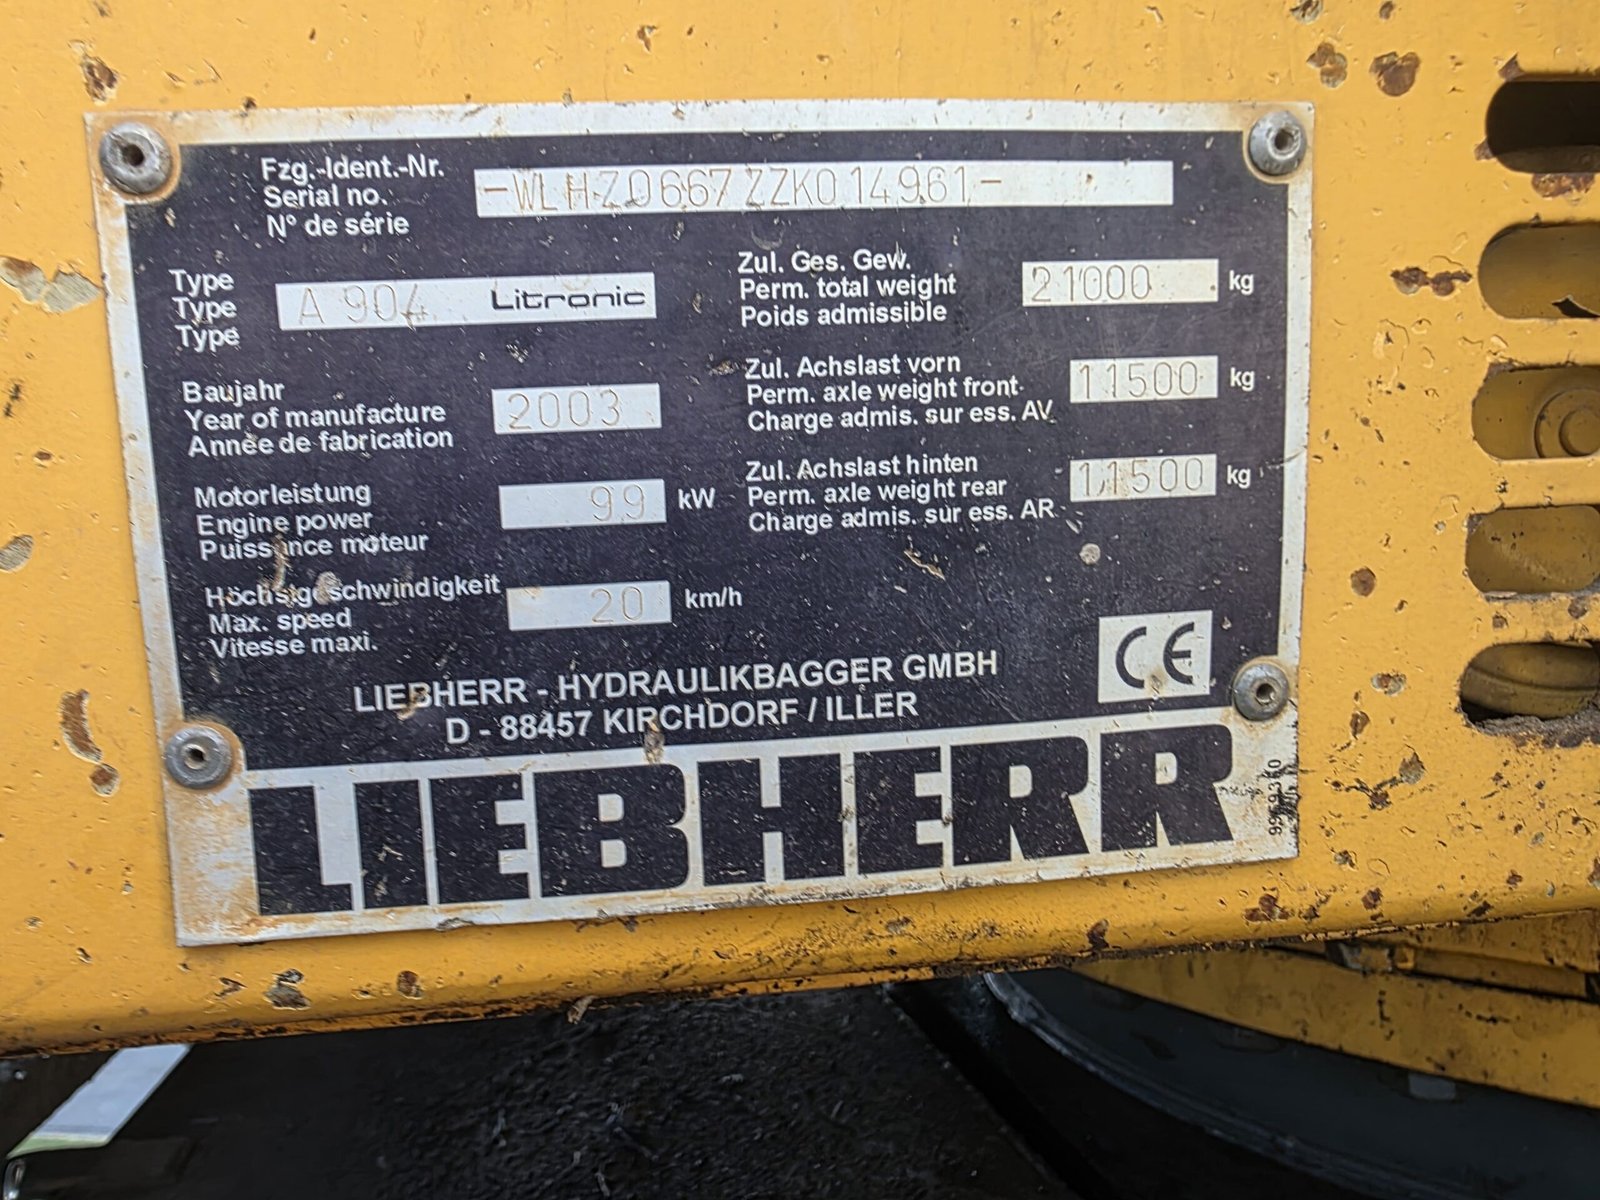 Fzg.-Ident.-Nr.
Serial no.
N° de série
-WLHZ0667ZZK014961-
Type
Type
Type
A 904 Litronic
Baujahr
Year of manufacture
Année de fabrication
2003
Motorleistung
Engine power
Puissance moteur
99 kW
Höchstgeschwindigkeit
Max. speed
Vitesse maxi.
20 km/h
Zul. Ges. Gew.
Perm. total weight
Poids admissible
21000 kg
Zul. Achslast vorn
Perm. axle weight front
Charge admis. sur ess. AV
11500 kg
Zul. Achslast hinten
Perm. axle weight rear
Charge admis. sur ess. AR
11500 kg
CE
LIEBHERR - HYDRAULIKBAGGER GMBH
D - 88457 KIRCHDORF / ILLER
LIEBHERR